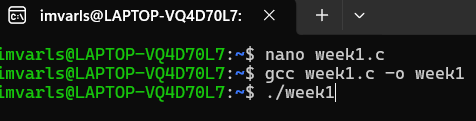 imvarls@LAPTOP-VQ4D70L7:
imvarls@LAPTOP-VQ4D70L7:~$ nano week1.c
imvarls@LAPTOP-VQ4D70L7:~$ gcc week1.c -o week1
imvarls@LAPTOP-VQ4D70L7:~$ ./week1